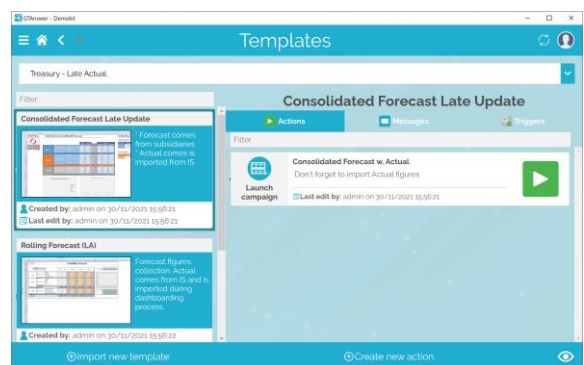 GTAnswer - Demokit
Templates
Treasury - Late Actual
Filter
Consolidated Forecast Late Update
* Forecast comes
from subsidiaries
* Actual comes is
imported from IS
Created by: admin on 30/11/2021 15:56:21
Last edit by: admin on 30/11/2021 15:56:21
Rolling Forecast (LA)
Forecast figures
collection. Actual
comes from IS and is
imported during
dashboarding
process.
Created by: admin on 30/11/2021 15:56:22
Import new template
Consolidated Forecast Late Update
Actions
Messages
Triggers
Filter
Launch
campaign
Consolidated Forecast w. Actual
Don't forget to import Actual figures
Last edit by: admin on 30/11/2021 15:56:21
Create new action